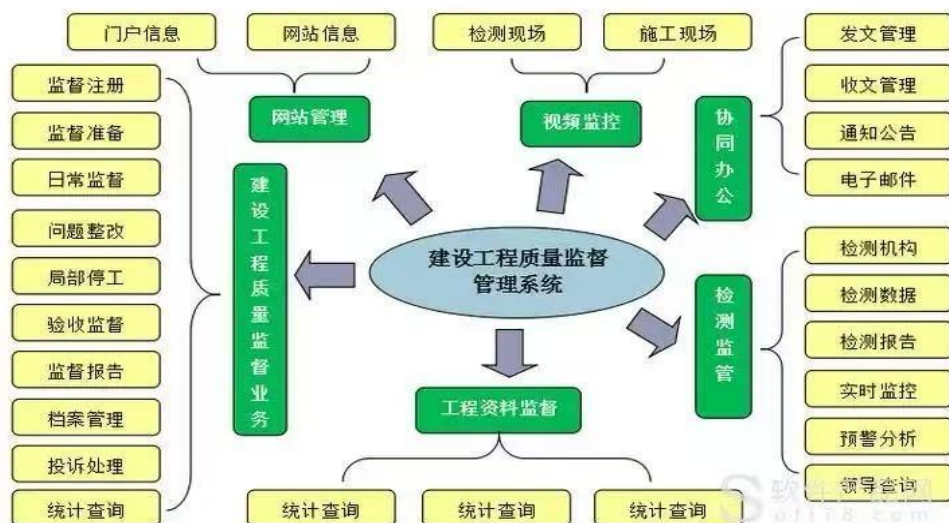 门户信息
网站信息
检测现场
施工现场
发文管理
监督注册
收文管理
网站管理
视频监控
协同办公
监督准备
通知公告
日常监督
电子邮件
建设工程质量监督业务
问题整改
建设工程质量监督
管理系统
检测机构
局部停工
检测监管
检测数据
验收监督
检测报告
监督报告
实时监控
档案管理
工程资料监督
预警分析
投诉处理
领导查询
统计查询
统计查询
统计查询
统计查询